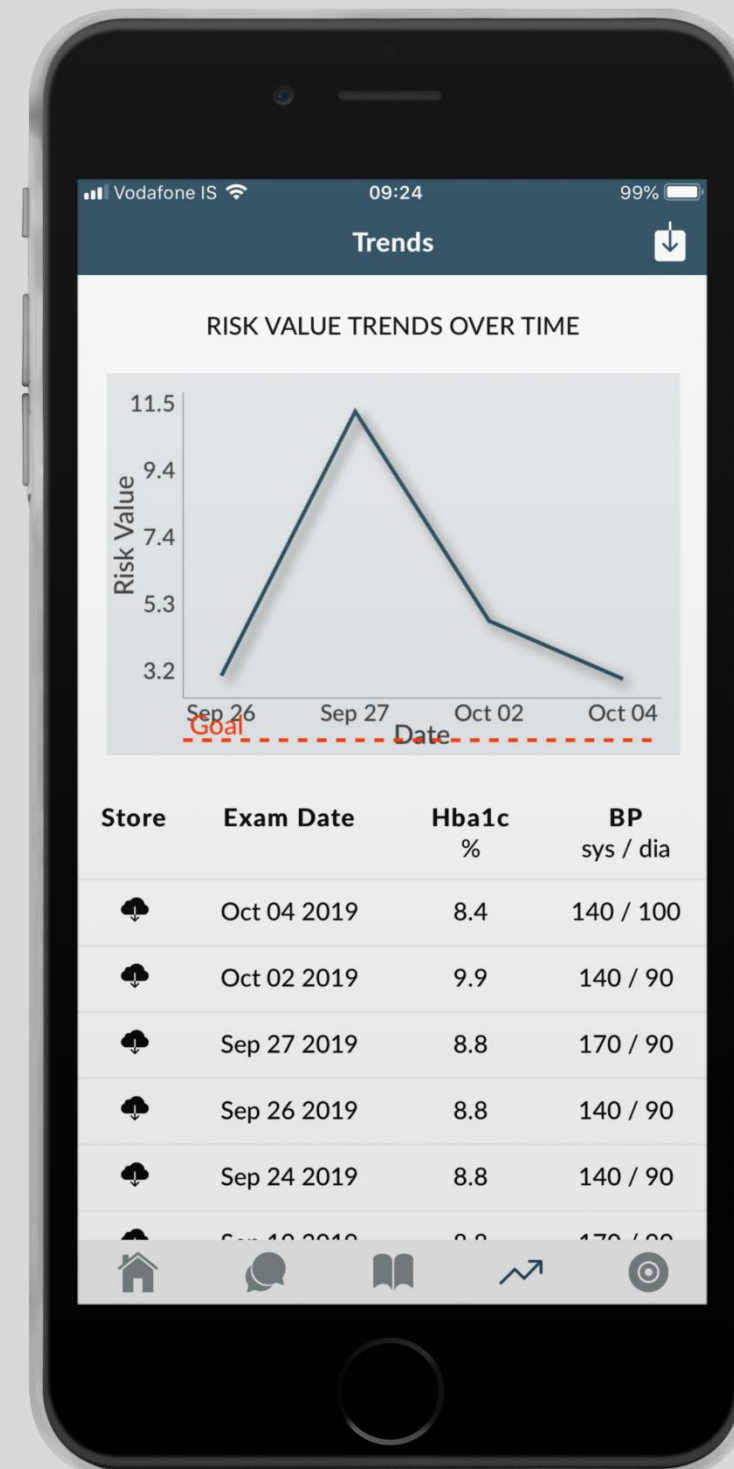 Vodafone IS 09:24 99%
Trends
RISK VALUE TRENDS OVER TIME
11.5
9.4
7.4
5.3
3.2
Risk Value
Sep 26 Sep 27 Oct 02 Oct 04
Goal
Date
Store Exam Date Hba1c BP
% sys / dia
Oct 04 2019 8.4 140 / 100
Oct 02 2019 9.9 140 / 90
Sep 27 2019 8.8 170 / 90
Sep 26 2019 8.8 140 / 90
Sep 24 2019 8.8 140 / 90